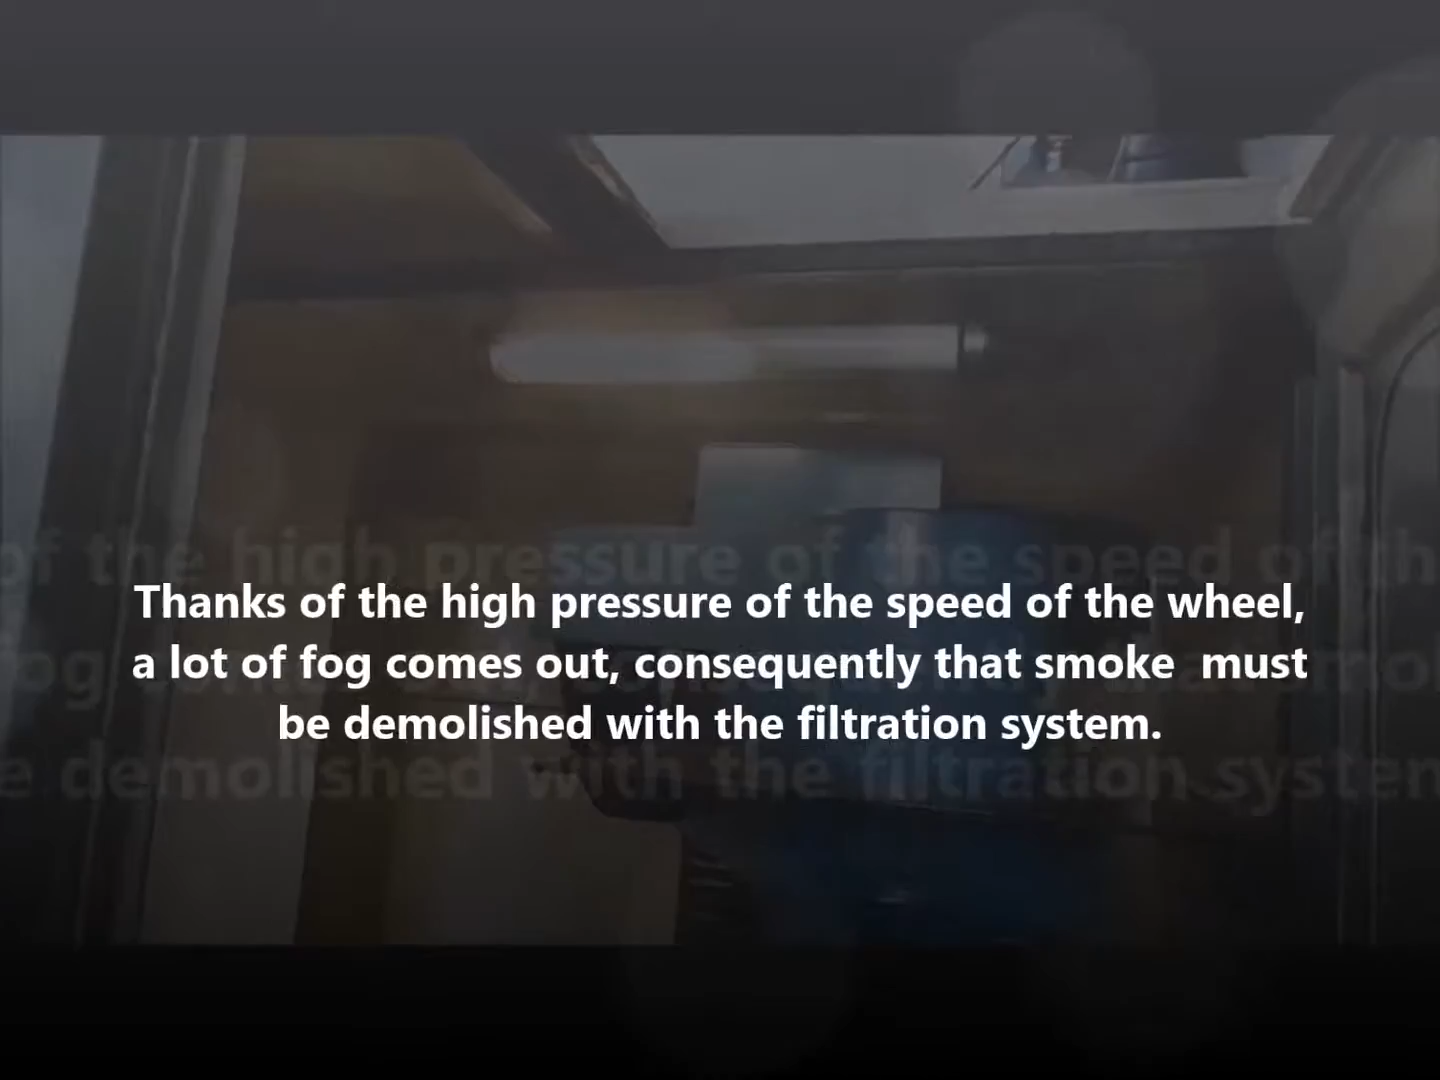 Thanks of the high pressure of the speed of the wheel,
a lot of fog comes out, consequently that smoke  must
be demolished with the filtration system.